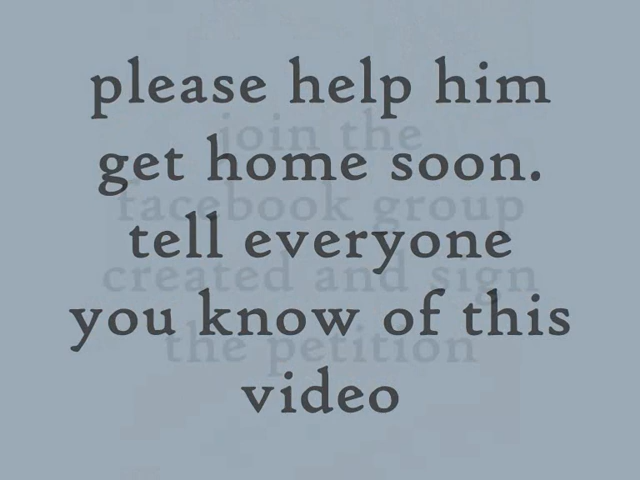 please help him
join the
get home soon.
facebook group
tell everyone
created and sign
you know of this
the petition
video